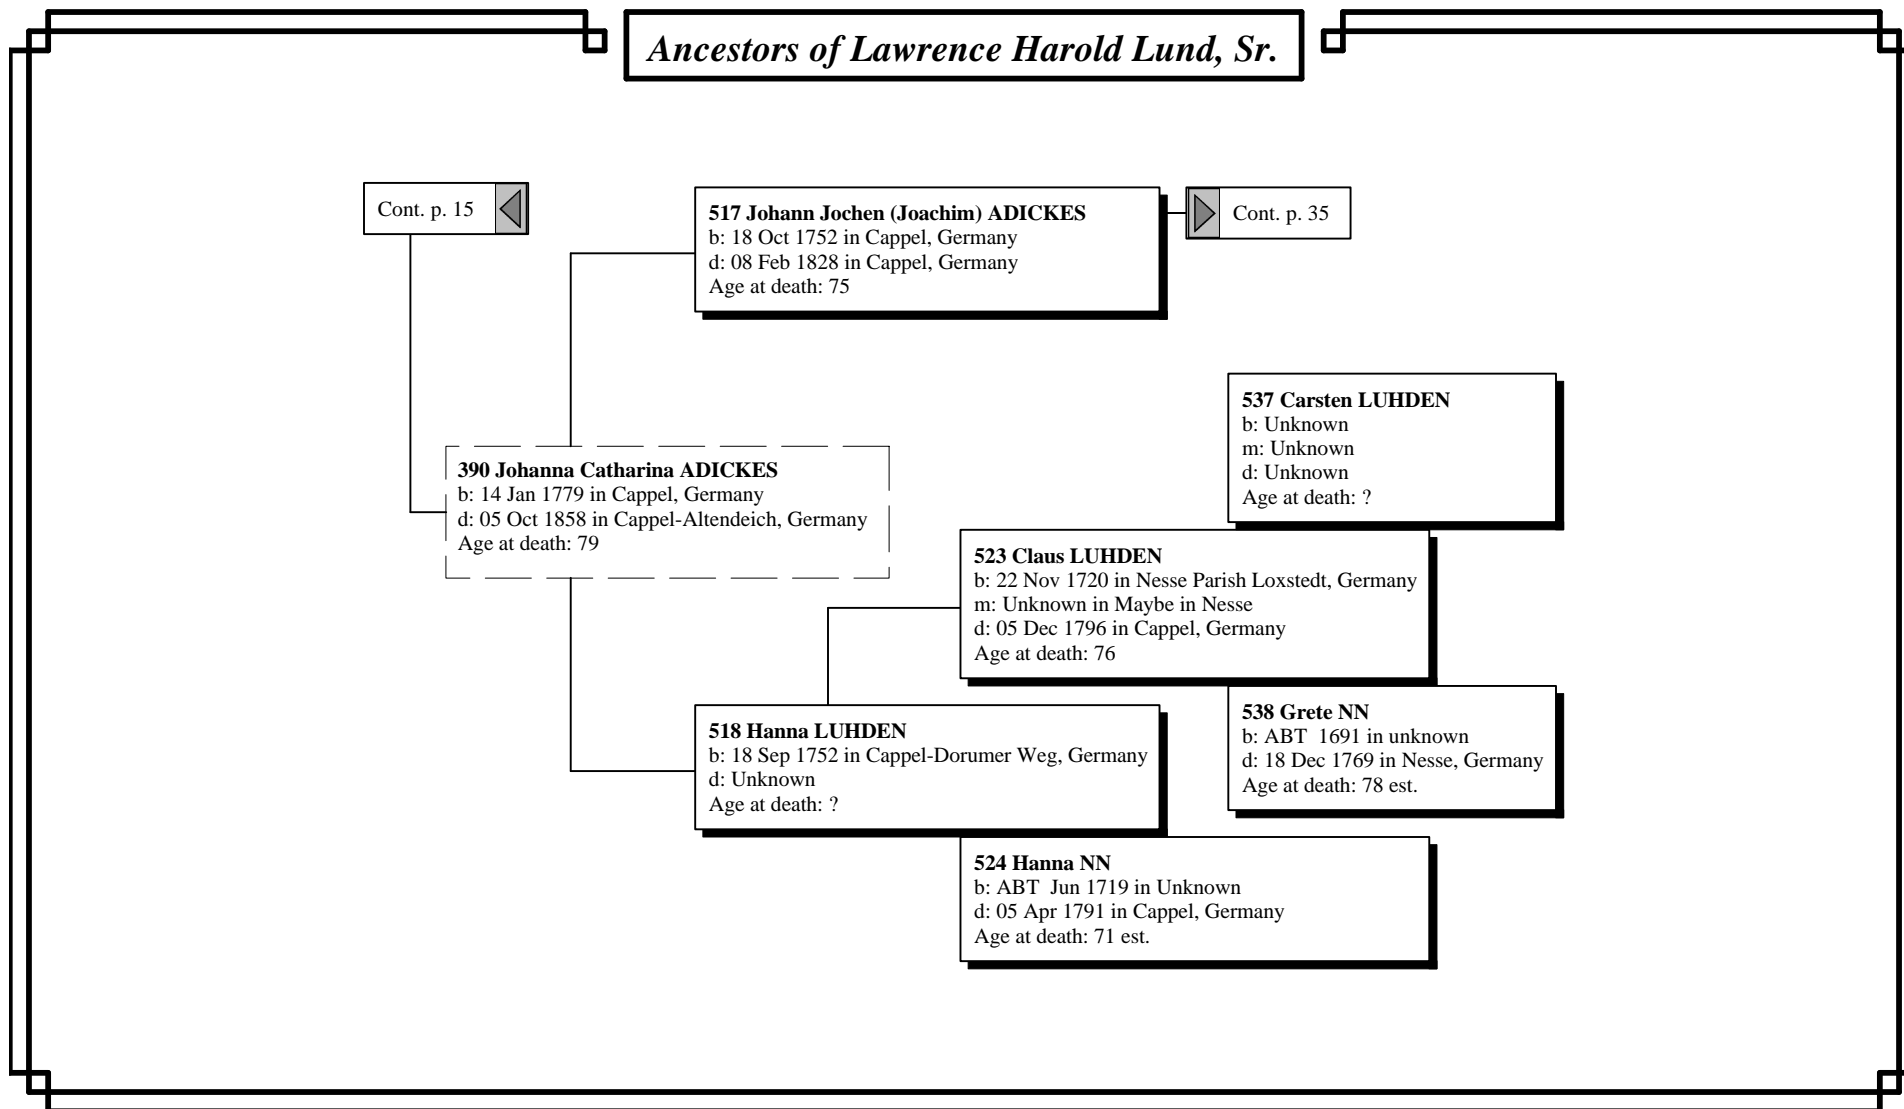 Ancestors of Lawrence Harold Lund, Sr.
Cont. p. 15
517 Johann Jochen (Joachim) ADICKES
b: 18 Oct 1752 in Cappel, Germany
d: 08 Feb 1828 in Cappel, Germany
Age at death: 75
Cont. p. 35
537 Carsten LUHDEN
b: Unknown
m: Unknown
d: Unknown
Age at death: ?
390 Johanna Catharina ADICKES
b: 14 Jan 1779 in Cappel, Germany
d: 05 Oct 1858 in Cappel-Altendeich, Germany
Age at death: 79
523 Claus LUHDEN
b: 22 Nov 1720 in Nesse Parish Loxstedt, Germany
m: Unknown in Maybe in Nesse
d: 05 Dec 1796 in Cappel, Germany
Age at death: 76
538 Grete NN
b: ABT  1691 in unknown
d: 18 Dec 1769 in Nesse, Germany
Age at death: 78 est.
518 Hanna LUHDEN
b: 18 Sep 1752 in Cappel-Dorumer Weg, Germany
d: Unknown
Age at death: ?
524 Hanna NN
b: ABT  Jun 1719 in Unknown
d: 05 Apr 1791 in Cappel, Germany
Age at death: 71 est.